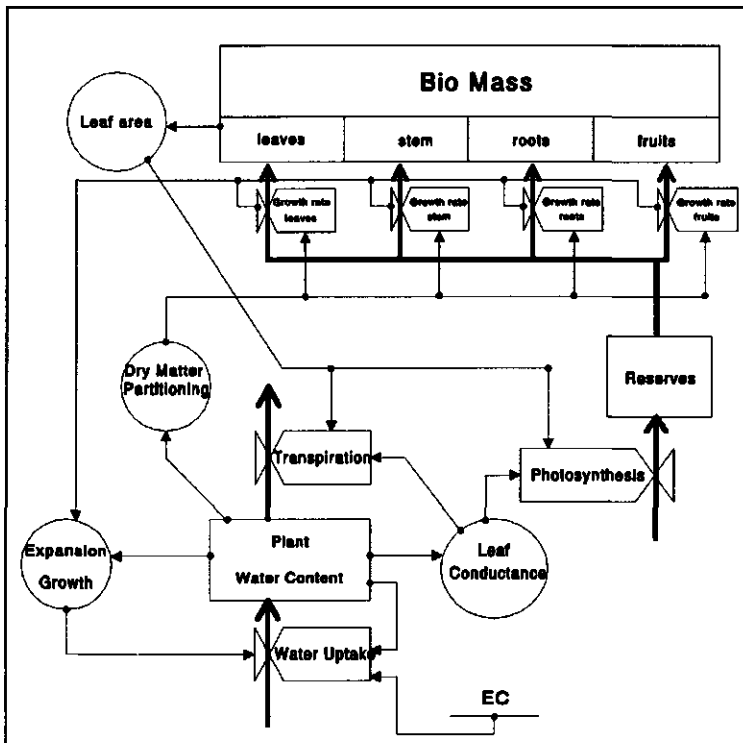 Bio Mass
Leaf area
leaves
stem
roots
fruits
Growth rate
leaves
Growth rate
stem
Growth rate
roots
Growth rate
fruits
Dry Matter
Partitioning
Reserves
Transpiration
Photosynthesis
Expansion
Growth
Plant
Water Content
Leaf
Conductance
Water Uptake
EC